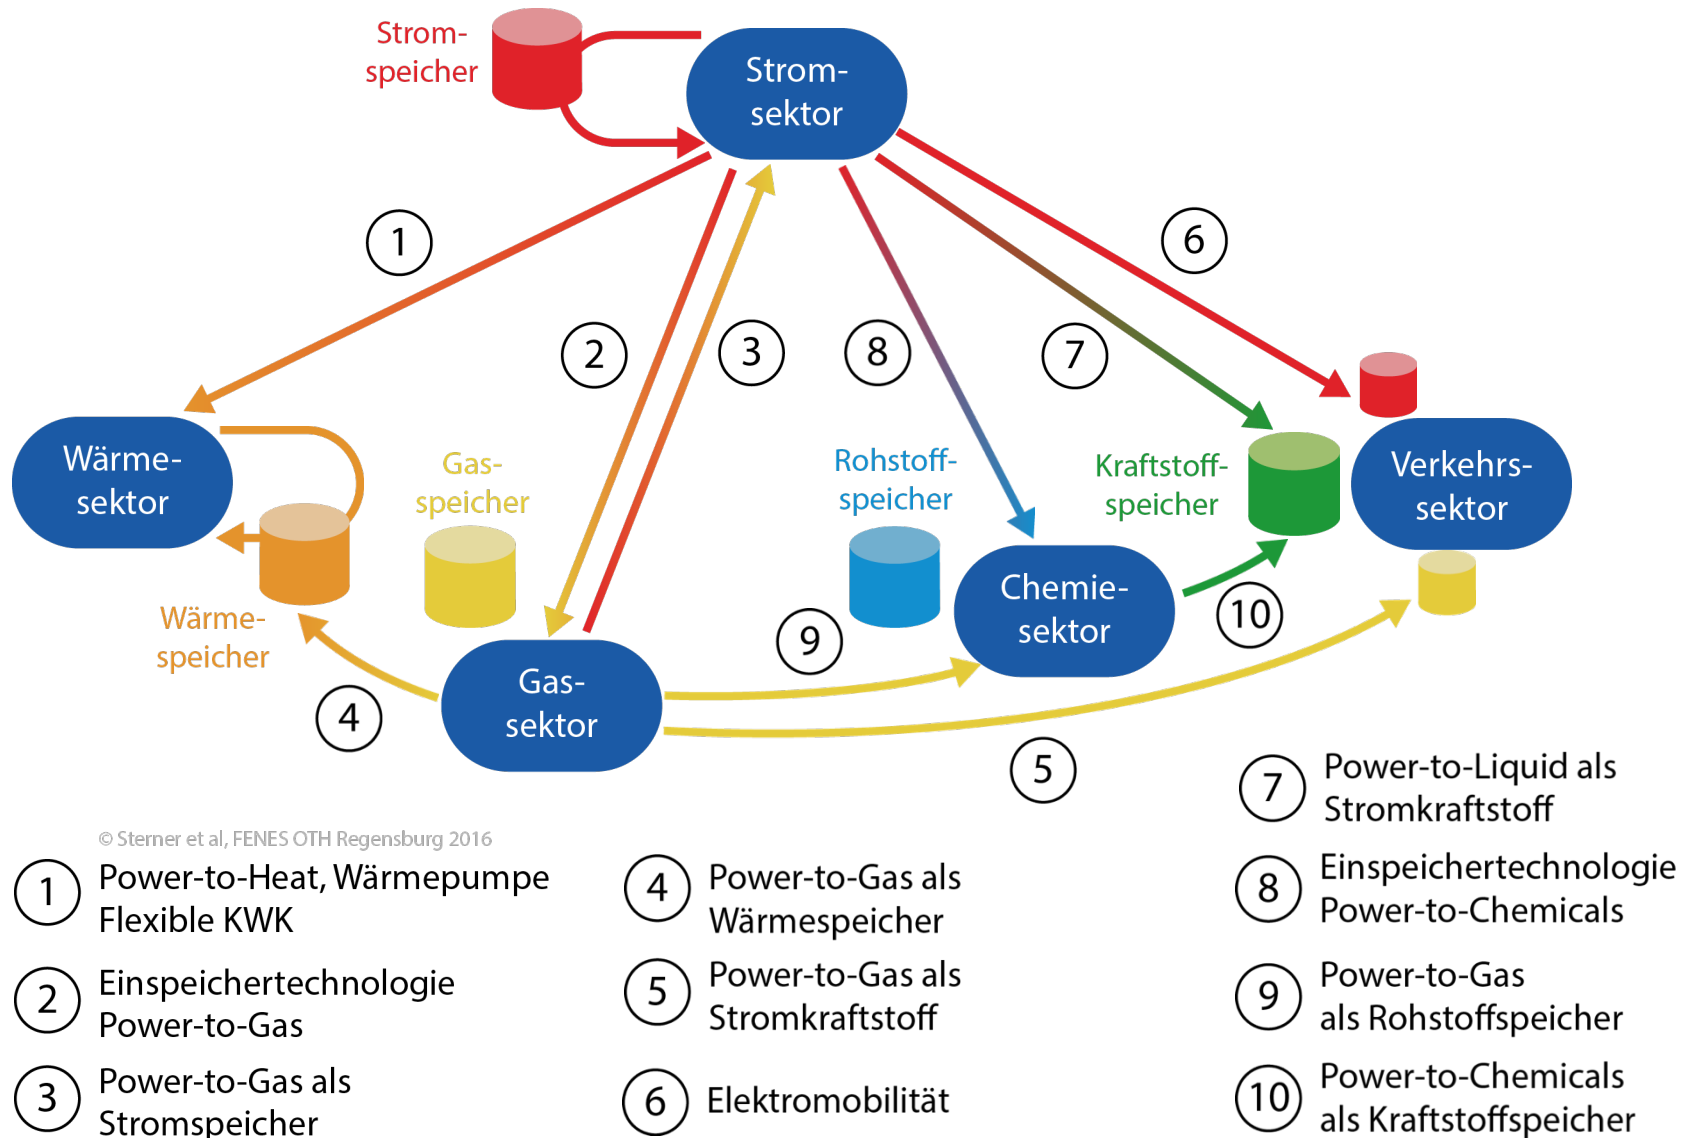 Strom-
speicher
Strom-
sektor
1
6
2
3
8
7
Wärme-
sektor
Gas-
speicher
Rohstoff-
speicher
Kraftstoff-
speicher
Verkehrs-
sektor
Wärme-
speicher
Chemie-
sektor
9
10
4
Gas-
sektor
5
© Sterner et al, FENES OTH Regensburg 2016
1 Power-to-Heat, Wärmepumpe
Flexible KWK
2 Einspeichertechnologie
Power-to-Gas
3 Power-to-Gas als
Stromspeicher
4 Power-to-Gas als
Wärmespeicher
5 Power-to-Gas als
Stromkraftstoff
6 Elektromobilität
7 Power-to-Liquid als
Stromkraftstoff
8 Einspeichertechnologie
Power-to-Chemicals
9 Power-to-Gas
als Rohstoffspeicher
10 Power-to-Chemicals
als Kraftstoffspeicher